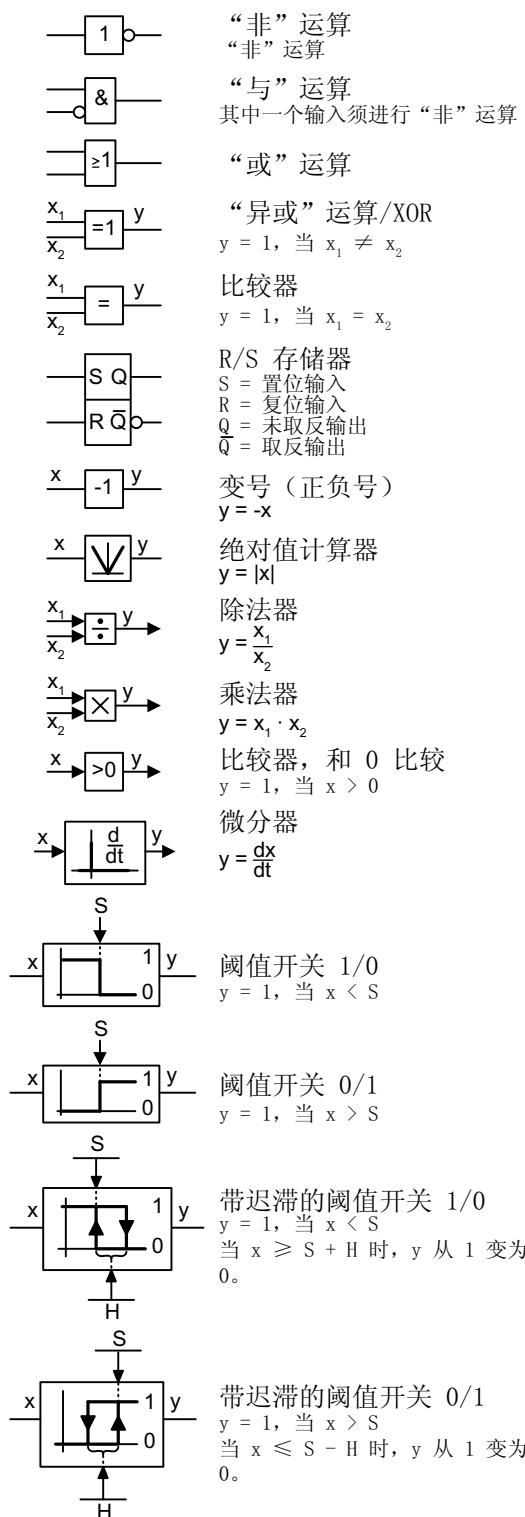 1
“非”运算
“非”运算
&
“与”运算
其中一个输入须进行“非”运算
≥1
“或”运算
x₁ x₂ =1 y
“异或”运算/XOR
y = 1, 当 x₁ ≠ x₂
x₁ x₂ = y
比较器
y = 1, 当 x₁ = x₂
S Q
R Q̅
R/S 存储器
S = 置位输入
R = 复位输入
Q = 未取反输出
Q̅ = 取反输出
x -1 y
变号（正负号）
y = -x
x y
绝对值计算器
y = |x|
x₁ x₂ ÷ y
除法器
y = x₁/x₂
x₁ x₂ × y
乘法器
y = x₁ · x₂
x >0 y
比较器, 和 0 比较
y = 1, 当 x > 0
x d/dt y
微分器
y = dx/dt
S
x 1 0 y
阈值开关 1/0
y = 1, 当 x < S
S
x 1 0 y
阈值开关 0/1
y = 1, 当 x > S
S
x 1 0 y
H
带迟滞的阈值开关 1/0
y = 1, 当 x < S
当 x ≥ S + H 时, y 从 1 变为
0。
S
x 1 0 y
H
带迟滞的阈值开关 0/1
y = 1, 当 x > S
当 x ≤ S - H 时, y 从 1 变为
0。